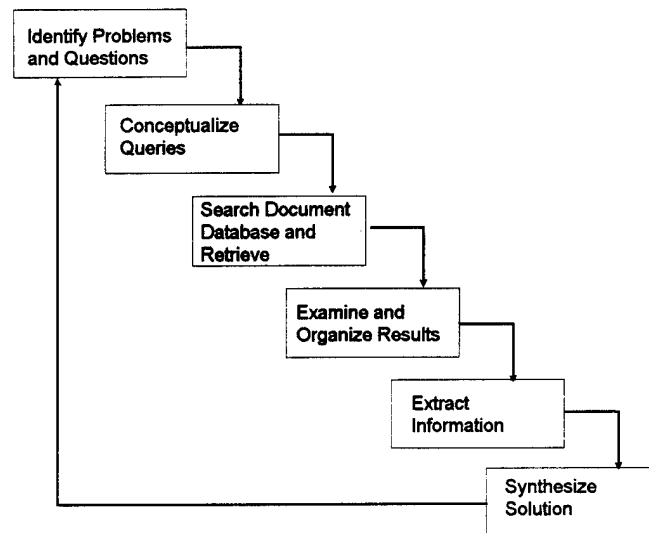 Identify Problems
and Questions
Conceptualize
Queries
Search Document
Database and
Retrieve
Examine and
Organize Results
Extract
Information
Synthesize
Solution